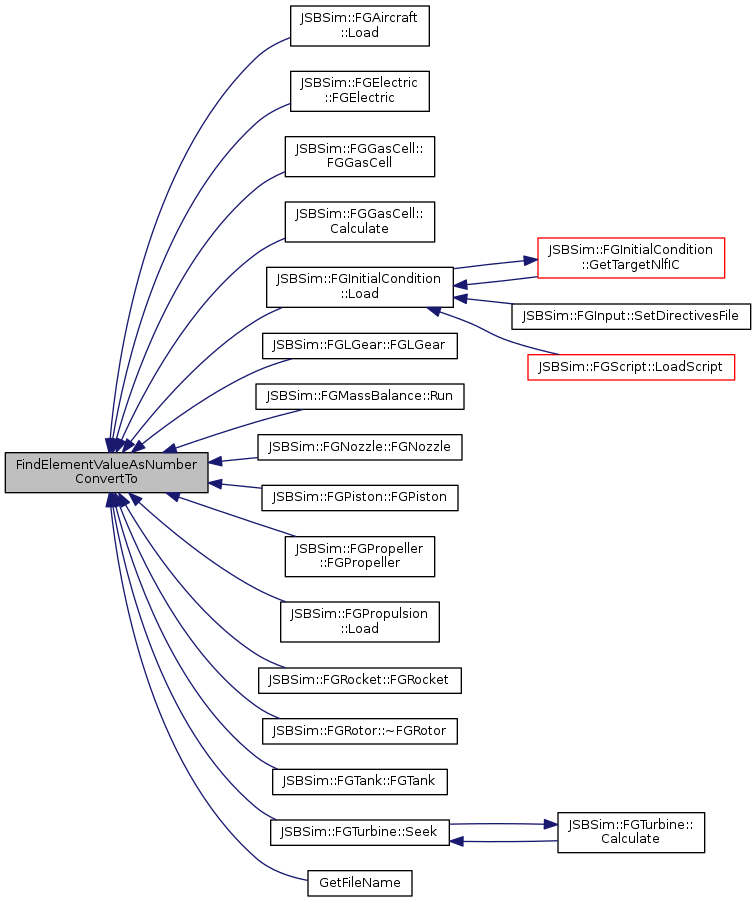 JSBSim::FGAircraft
::Load
JSBSim::FGElectric
::FGElectric
JSBSim::FGGasCell::
FGGasCell
JSBSim::FGGasCell::
Calculate
JSBSim::FGInitialCondition
::Load
JSBSim::FGInitialCondition
::GetTargetNlfIC
JSBSim::FGInput::SetDirectivesFile
JSBSim::FGScript::LoadScript
JSBSim::FGLGear::FGLGear
JSBSim::FGMassBalance::Run
JSBSim::FGNozzle::FGNozzle
FindElementValueAsNumber
ConvertTo
JSBSim::FGPiston::FGPiston
JSBSim::FGPropeller
::FGPropeller
JSBSim::FGPropulsion
::Load
JSBSim::FGRocket::FGRocket
JSBSim::FGRotor::~FGRotor
JSBSim::FGTank::FGTank
JSBSim::FGTurbine::Seek
JSBSim::FGTurbine::
Calculate
GetFileName